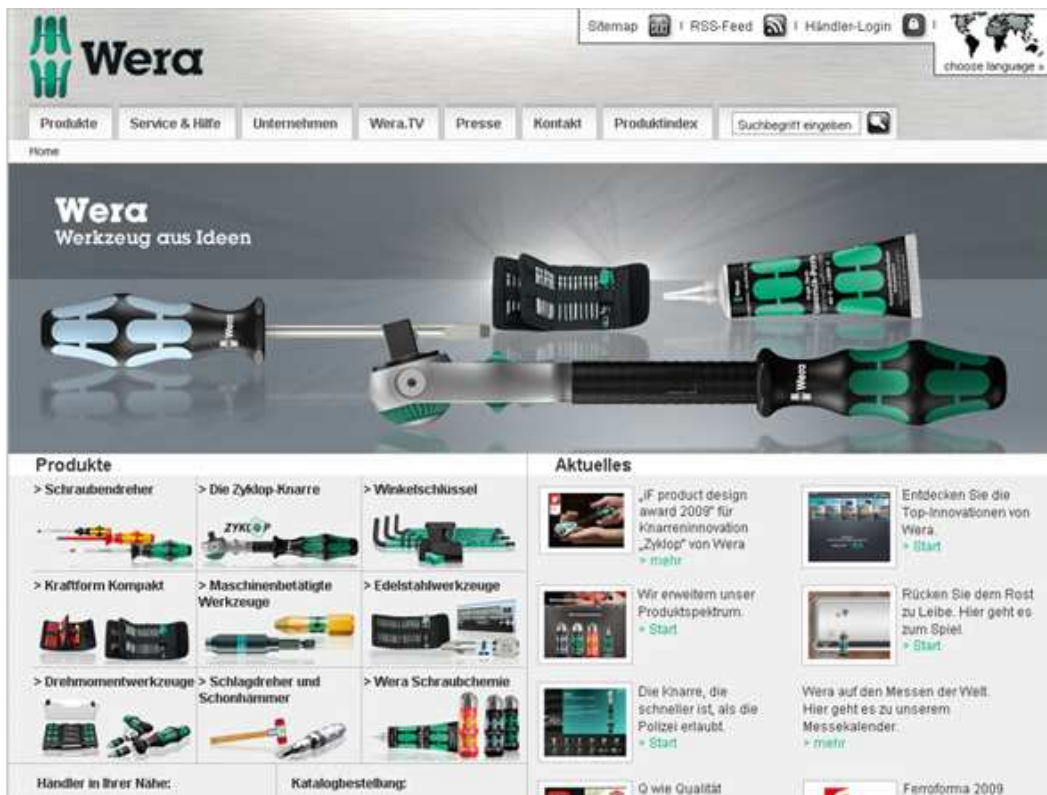 Wera
Sitemap
RSS-Feed
Händler-Login
choose language »
Produkte
Service & Hilfe
Unternehmen
Wera.TV
Presse
Kontakt
Produktindex
Suchbegriff eingeben
Home
Wera
Werkzeug aus Ideen
Wera
Wera
Produkte
> Schraubendreher
> Die Zyklop-Knarre
ZYKLOP
> Winkelschlüssel
> Kraftform Kompakt
> Maschinenbetätigte
Werkzeuge
> Edelstahlwerkzeuge
> Drehmomentwerkzeuge
> Schlagdreher und
Schonhämmer
> Wera Schraubchemie
Händler in Ihrer Nähe:
Katalogbestellung:
Aktuelles
„iF product design
award 2009“ für
Knarreninnovation
„Zyklop“ von Wera
» mehr
Entdecken Sie die
Top-Innovationen von
Wera.
» Start
Wir erweitern unser
Produktspektrum.
» Start
Rücken Sie dem Rost
zu Leibe. Hier geht es
zum Spiel.
» Start
Die Knarre, die
schneller ist, als die
Polizei erlaubt.
» Start
Wera auf den Messen der Welt.
Hier geht es zu unserem
Messekalender.
» mehr
Q wie Qualität
Ferroforma 2009